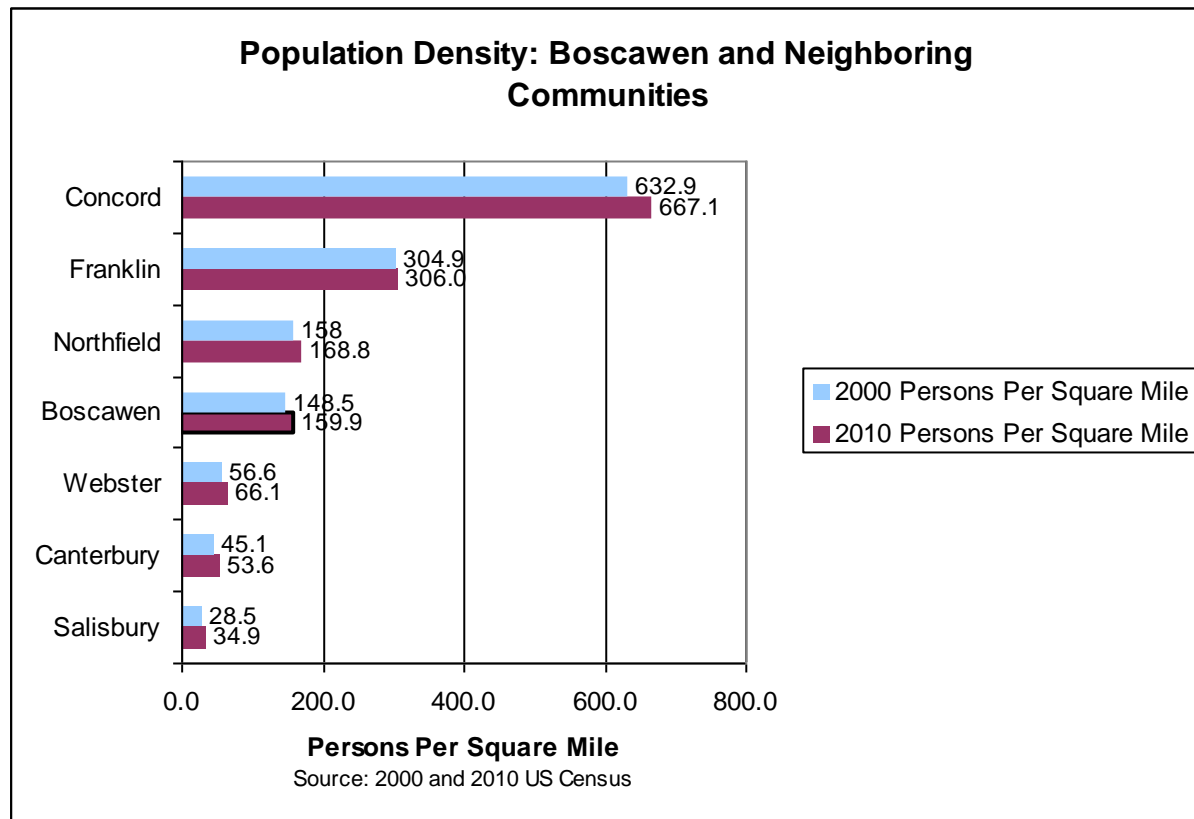 Population Density: Boscawen and Neighboring
Communities
Concord
632.9
667.1
Franklin
304.9
306.0
Northfield
158
168.8
Boscawen
148.5
159.9
Webster
56.6
66.1
Canterbury
45.1
53.6
Salisbury
28.5
34.9
0.0 200.0 400.0 600.0 800.0
Persons Per Square Mile
Source: 2000 and 2010 US Census
2000 Persons Per Square Mile
2010 Persons Per Square Mile